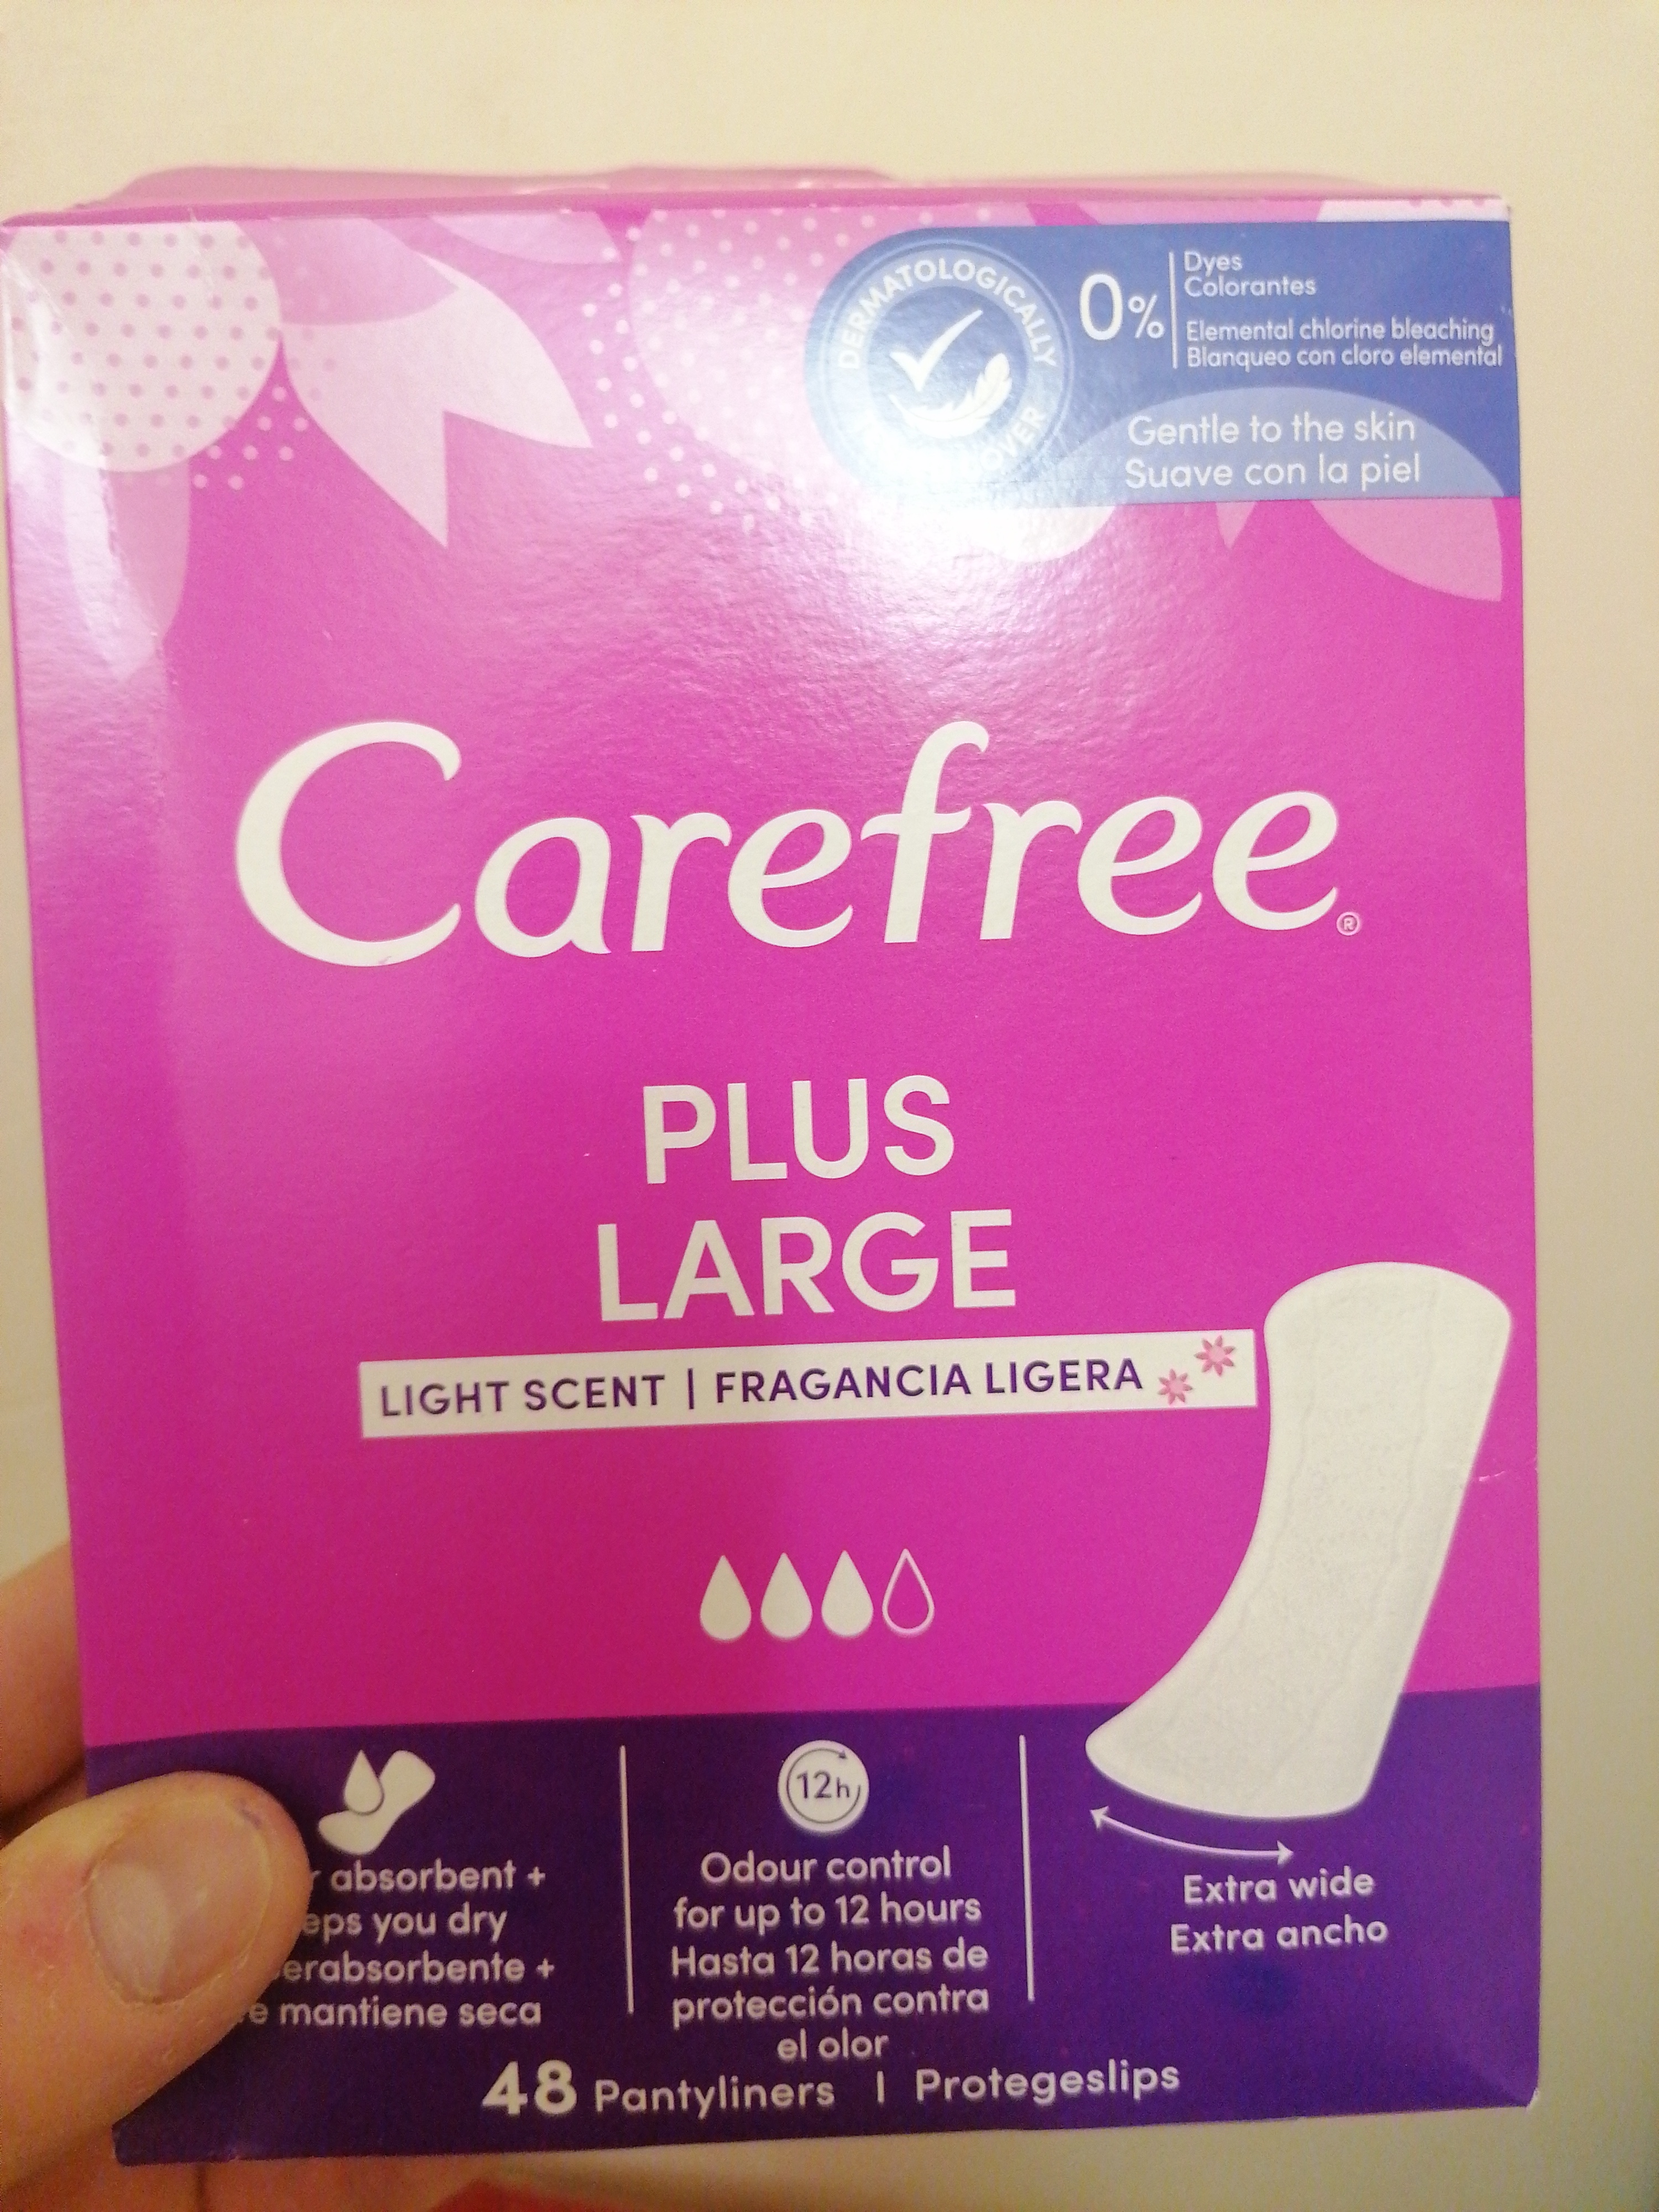 DERMATOLOGICALLY
0%
Dyes
Colorantes
Elemental chlorine bleaching
Blanqueo con cloro elemental
Gentle to the skin
Suave con la piel
Carefree®
PLUS
LARGE
LIGHT SCENT | FRAGANCIA LIGERA
absorbent +
you dry
+
mantiene seca
12h
Odour control
for up to 12 hours
Hasta 12 horas de
protección contra
el olor
Extra wide
Extra ancho
48 Pantyliners | Protegeslips